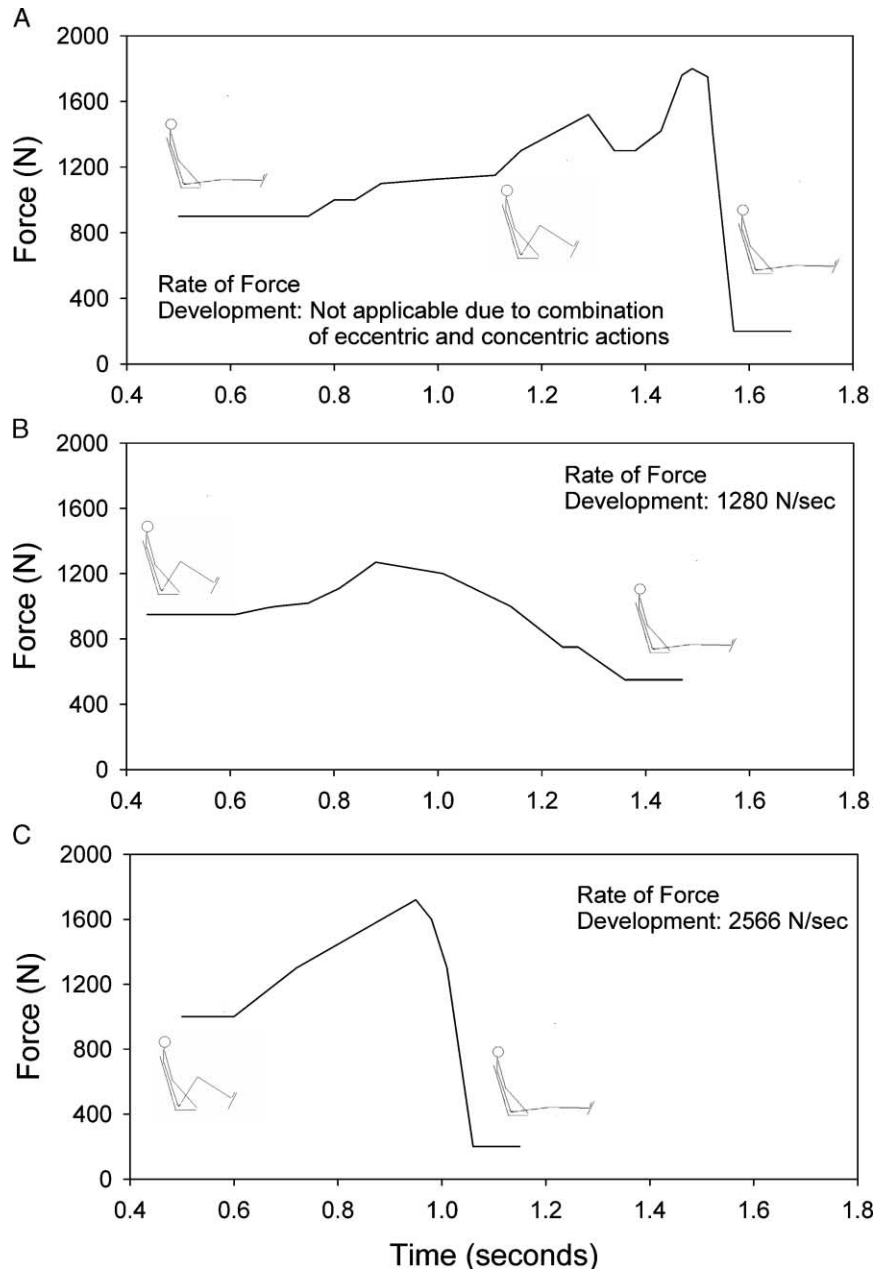 A
2000
1600
1200
800
400
0
Force (N)
Rate of Force
Development: Not applicable due to combination
of eccentric and concentric actions
0.4 0.6 0.8 1.0 1.2 1.4 1.6 1.8
B
2000
1600
1200
800
400
0
Force (N)
Rate of Force
Development: 1280 N/sec
0.4 0.6 0.8 1.0 1.2 1.4 1.6 1.8
C
2000
1600
1200
800
400
0
Force (N)
Rate of Force
Development: 2566 N/sec
0.4 0.6 0.8 1.0 1.2 1.4 1.6 1.8
Time (seconds)